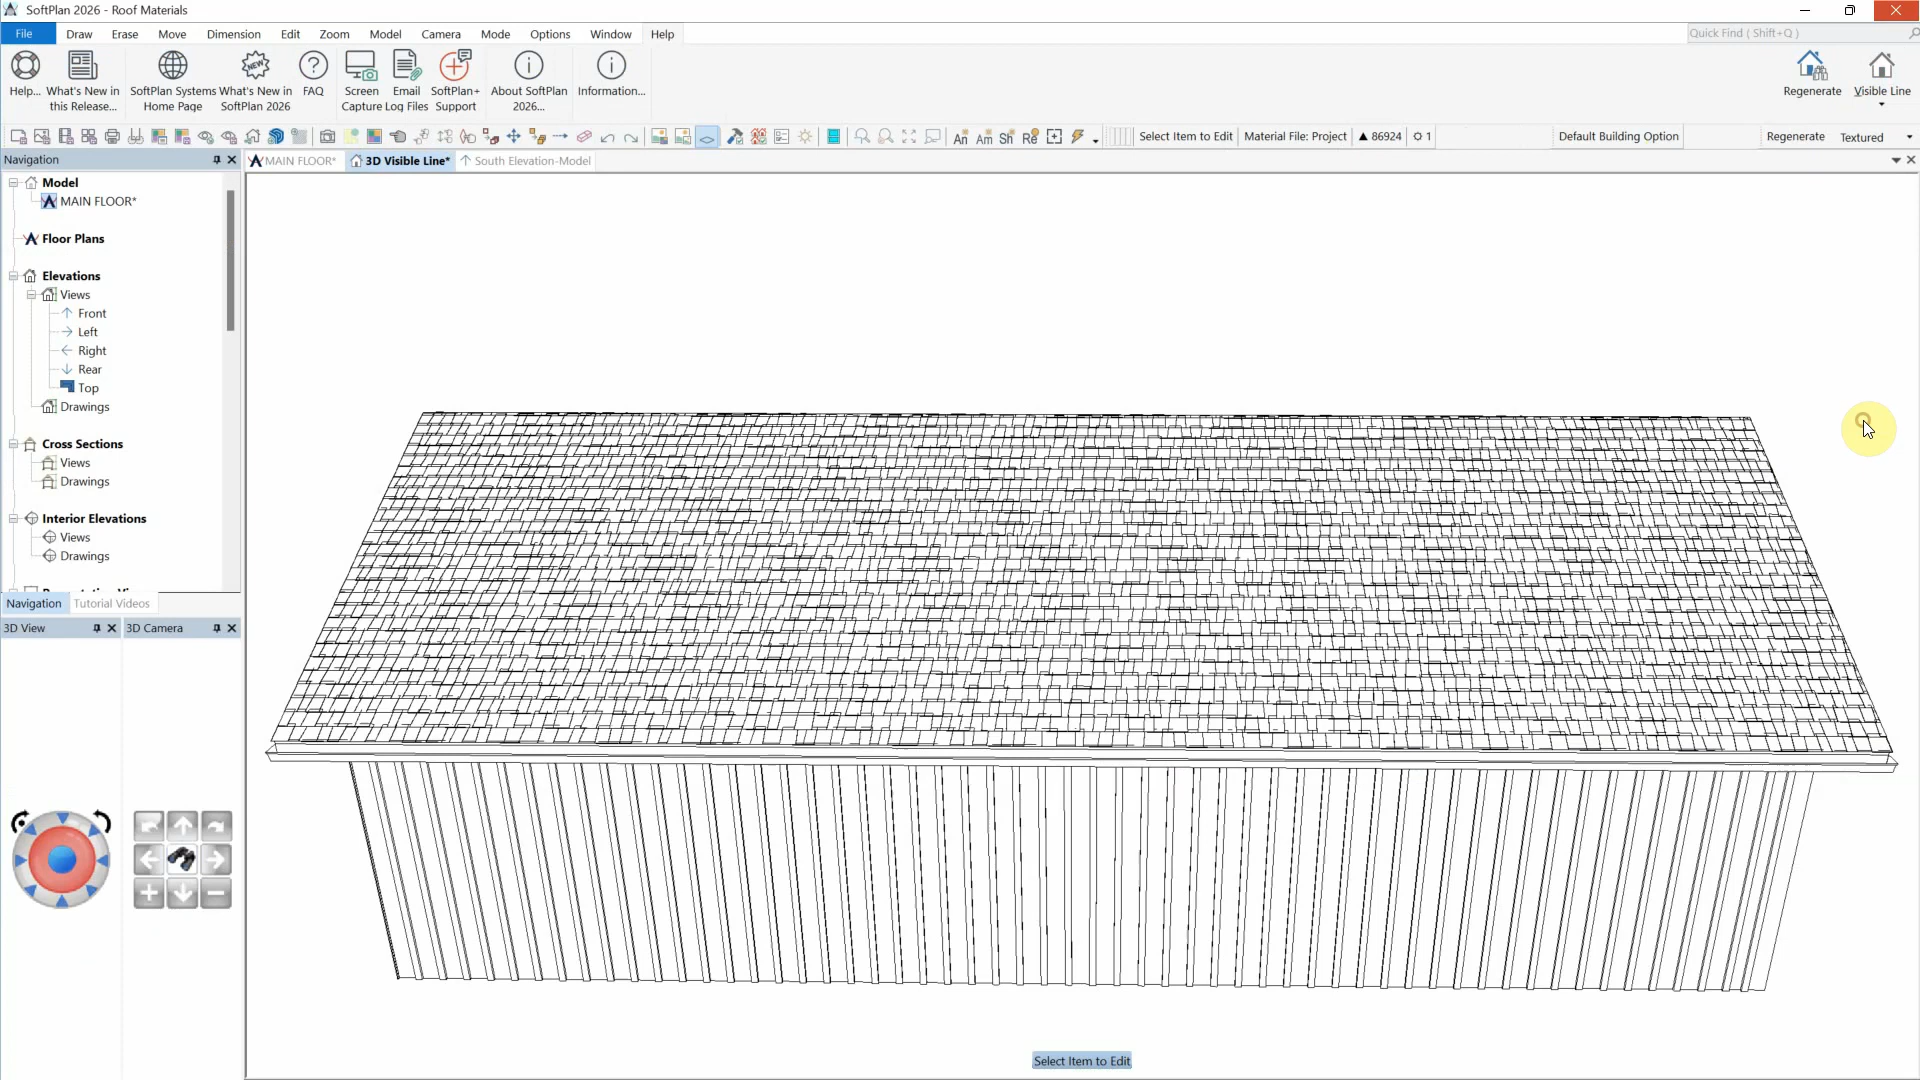 SoftPlan 2026 - Roof Materials
File Draw Erase Move Dimension Edit Zoom Model Camera Mode Options Window Help
Quick Find ( Shift+Q )
Help... What's New in this Release... SoftPlan Systems Home Page What's New in SoftPlan 2026 FAQ Screen Capture Email Log Files SoftPlan+ Support About SoftPlan 2026... Information... Regenerate Visible Line
NEW
An Am Sh Re Select Item to Edit Material File: Project ▲ 86924 1 Default Building Option Regenerate Textured
Navigation
MAIN FLOOR* 3D Visible Line* South Elevation-Model
Model
MAIN FLOOR*
Floor Plans
Elevations
Views
Front
Left
Right
Rear
Top
Drawings
Cross Sections
Views
Drawings
Interior Elevations
Views
Drawings
Navigation Tutorial Videos
3D View 3D Camera
Select Item to Edit